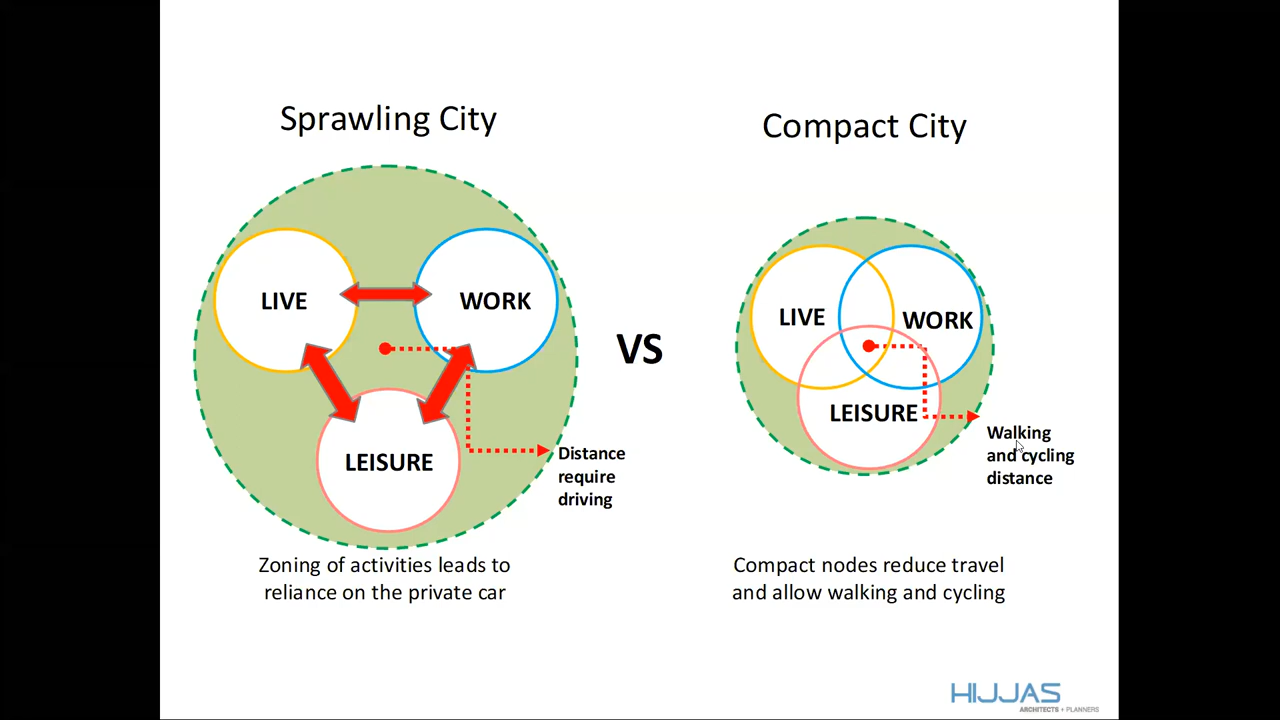 Sprawling City
LIVE
WORK
LEISURE
Distance
require
driving
Zoning of activities leads to
reliance on the private car
VS
Compact City
LIVE
WORK
LEISURE
Walking
and cycling
distance
Compact nodes reduce travel
and allow walking and cycling
HIJJAS
ARCHITECTS + PLANNERS